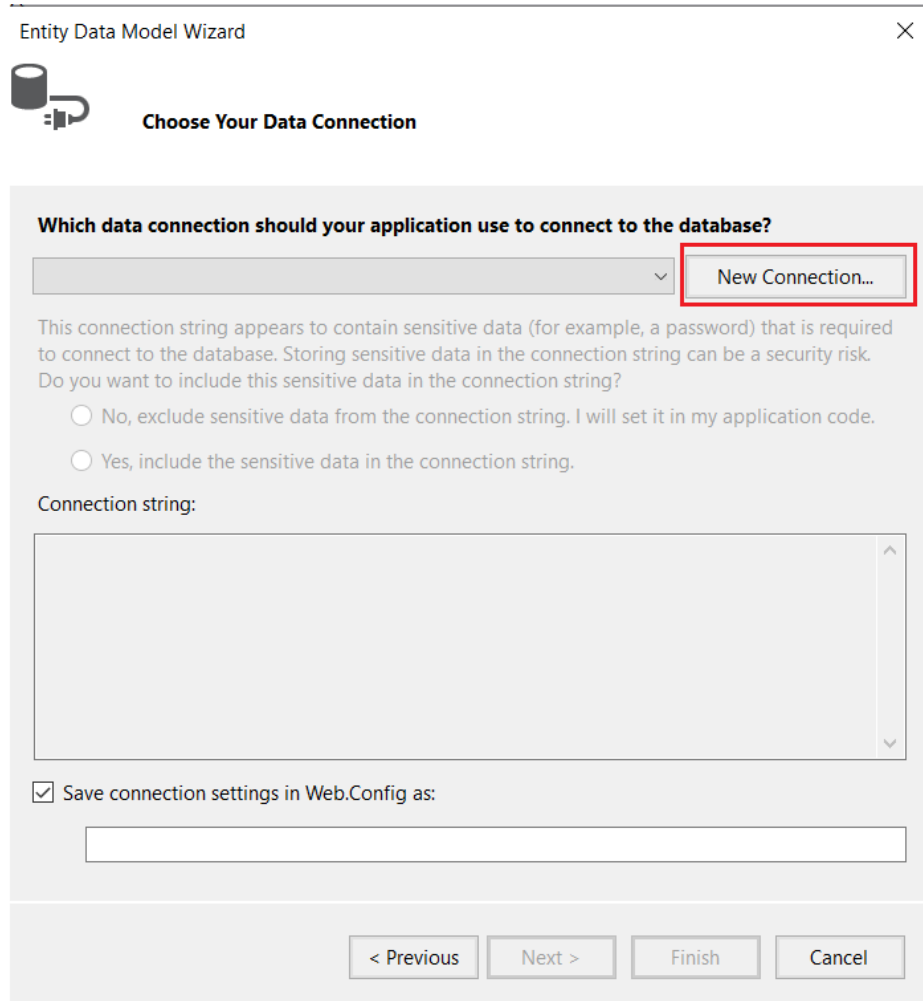 Entity Data Model Wizard
Choose Your Data Connection
Which data connection should your application use to connect to the database?
New Connection...
This connection string appears to contain sensitive data (for example, a password) that is required
to connect to the database. Storing sensitive data in the connection string can be a security risk.
Do you want to include this sensitive data in the connection string?
No, exclude sensitive data from the connection string. I will set it in my application code.
Yes, include the sensitive data in the connection string.
Connection string:
Save connection settings in Web.Config as:
< Previous
Next >
Finish
Cancel